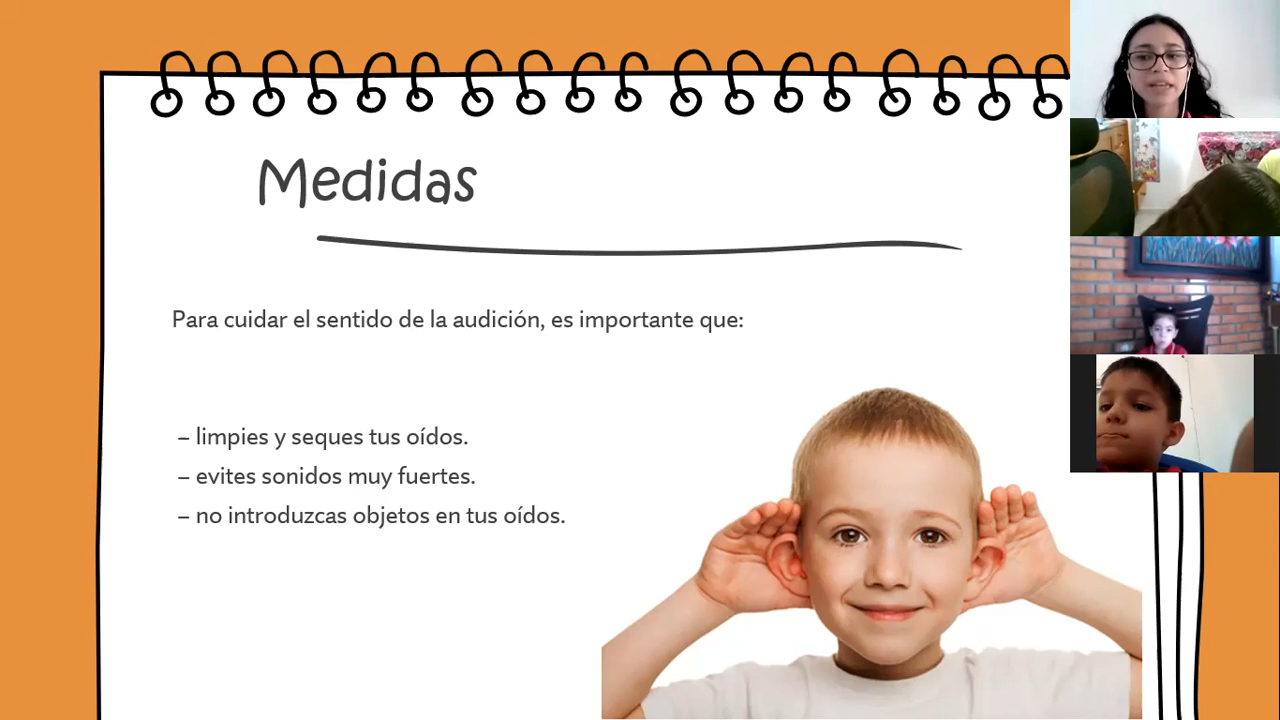 Medidas
Para cuidar el sentido de la audición, es importante que:
– limpies y seques tus oídos.
– evites sonidos muy fuertes.
– no introduzcas objetos en tus oídos.